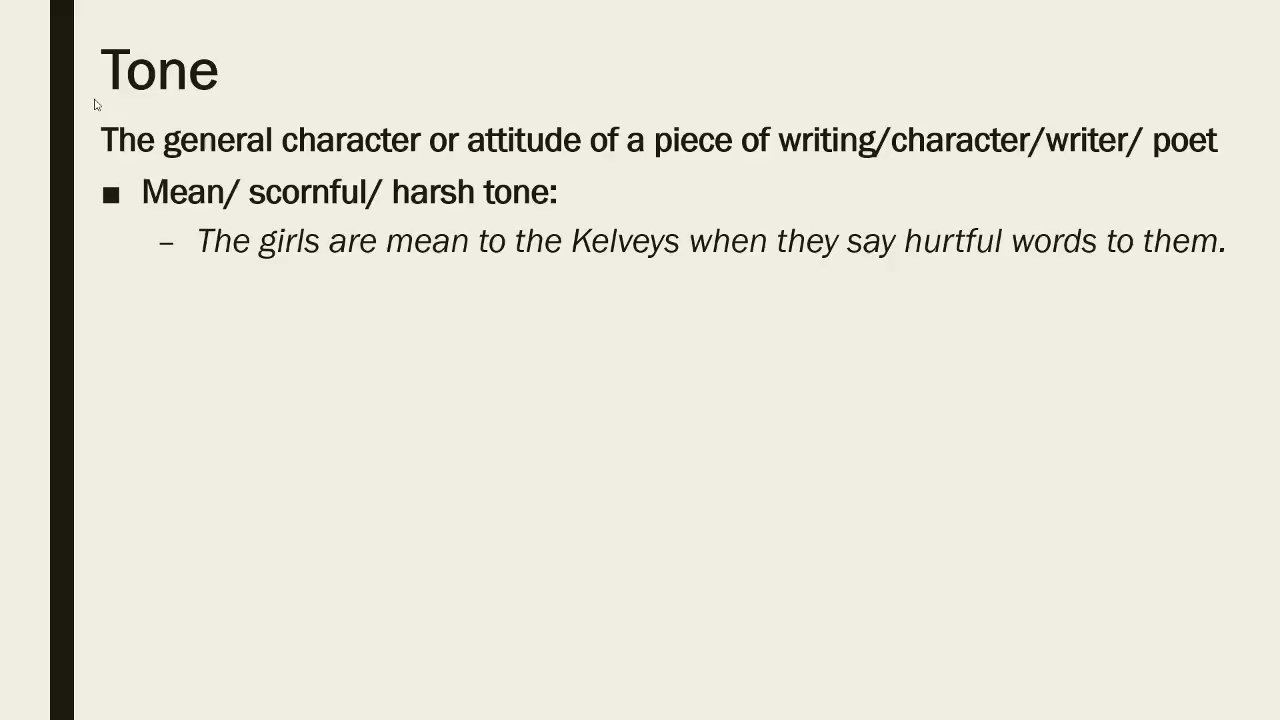 Tone
The general character or attitude of a piece of writing/character/writer/ poet
■ Mean/ scornful/ harsh tone:
– The girls are mean to the Kelveys when they say hurtful words to them.